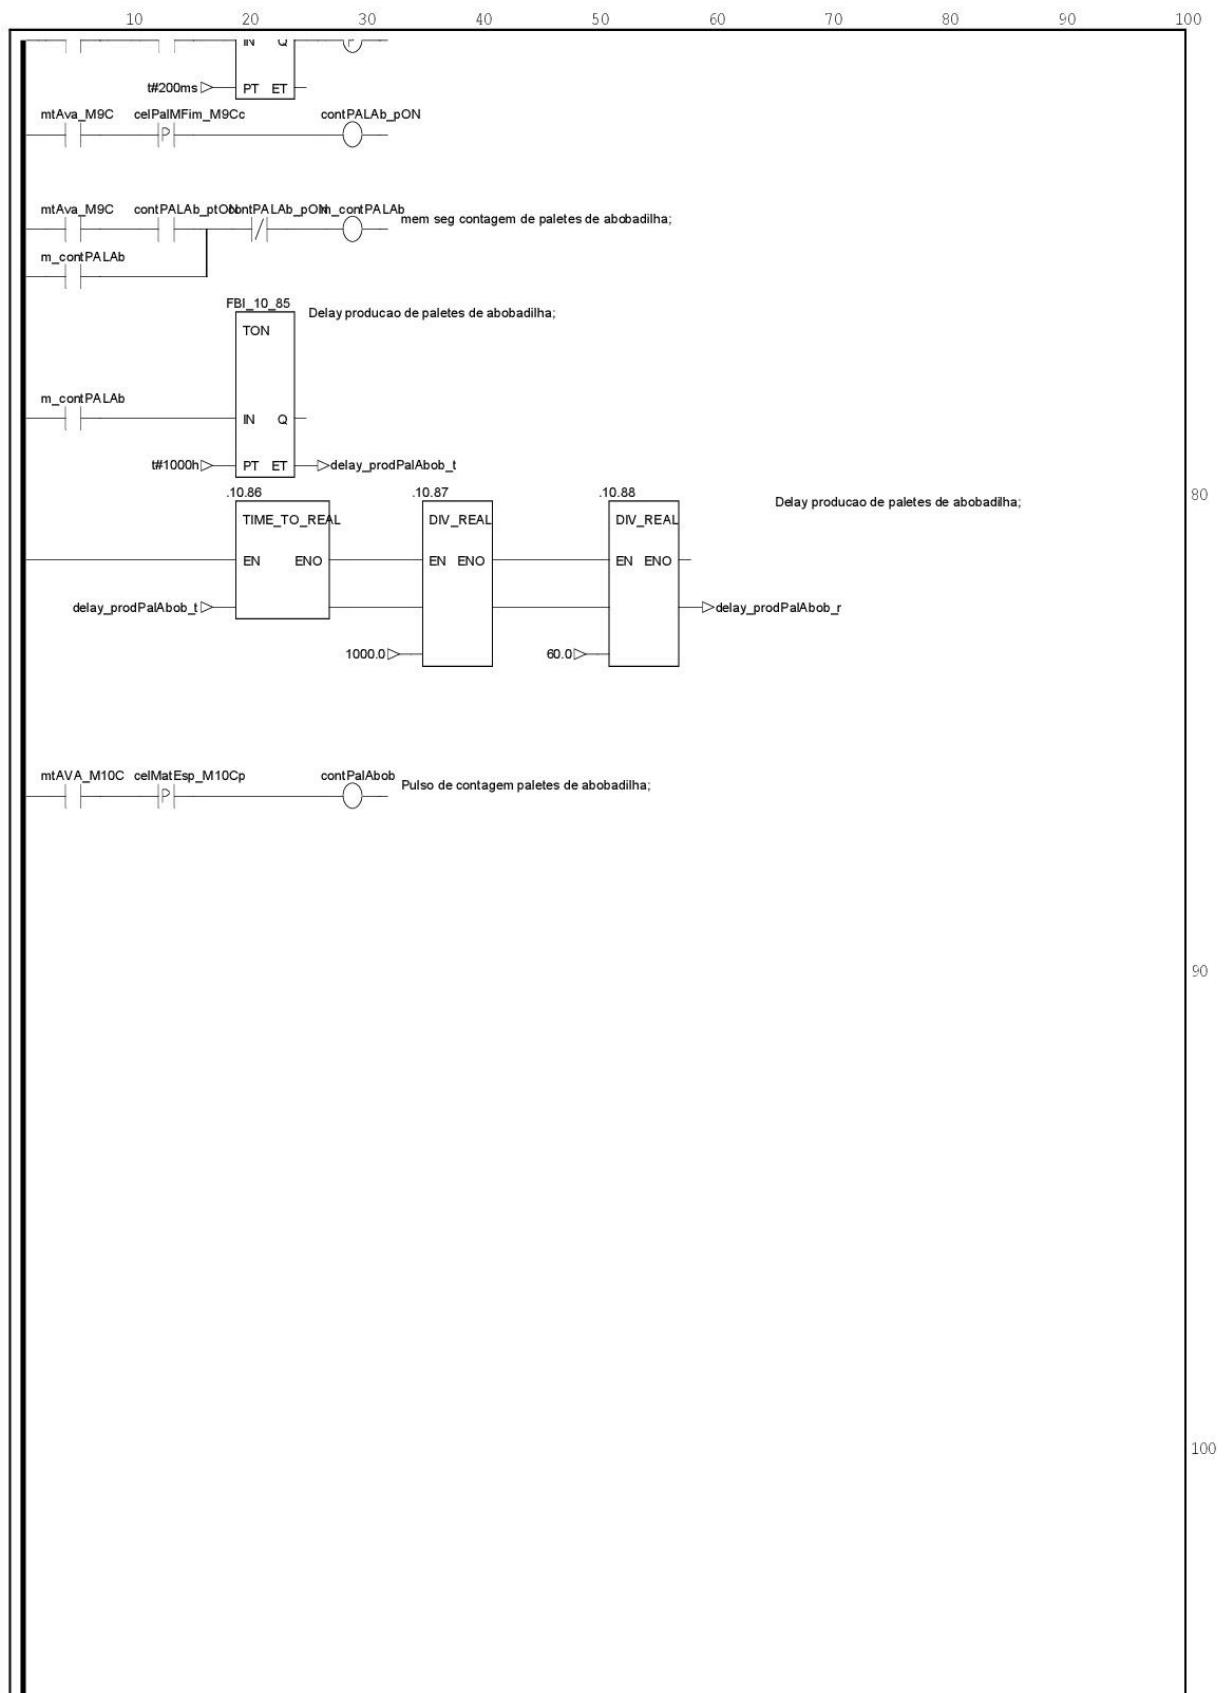 10 20 30 40 50 60 70 80 90 100
IN Q P
t#200ms PT ET
mtAva_M9C celPalMFim_M9Cc contPALAb_pON
P
mtAva_M9C contPALAb_ptON contPALAb_pON m_contPALAb mem seg contagem de paletes de abobadilha;
m_contPALAb
FBI_10_85 Delay producao de paletes de abobadilha;
TON
m_contPALAb
IN Q
t#1000h PT ET delay_prodPalAbob_t
.10.86 .10.87 .10.88 Delay producao de paletes de abobadilha; 80
TIME_TO_REAL DIV_REAL DIV_REAL
EN ENO EN ENO EN ENO
delay_prodPalAbob_t delay_prodPalAbob_r
1000.0 60.0
mtAVA_M10C celMatEsp_M10Cp contPalAbob Pulso de contagem paletes de abobadilha;
P
90
100